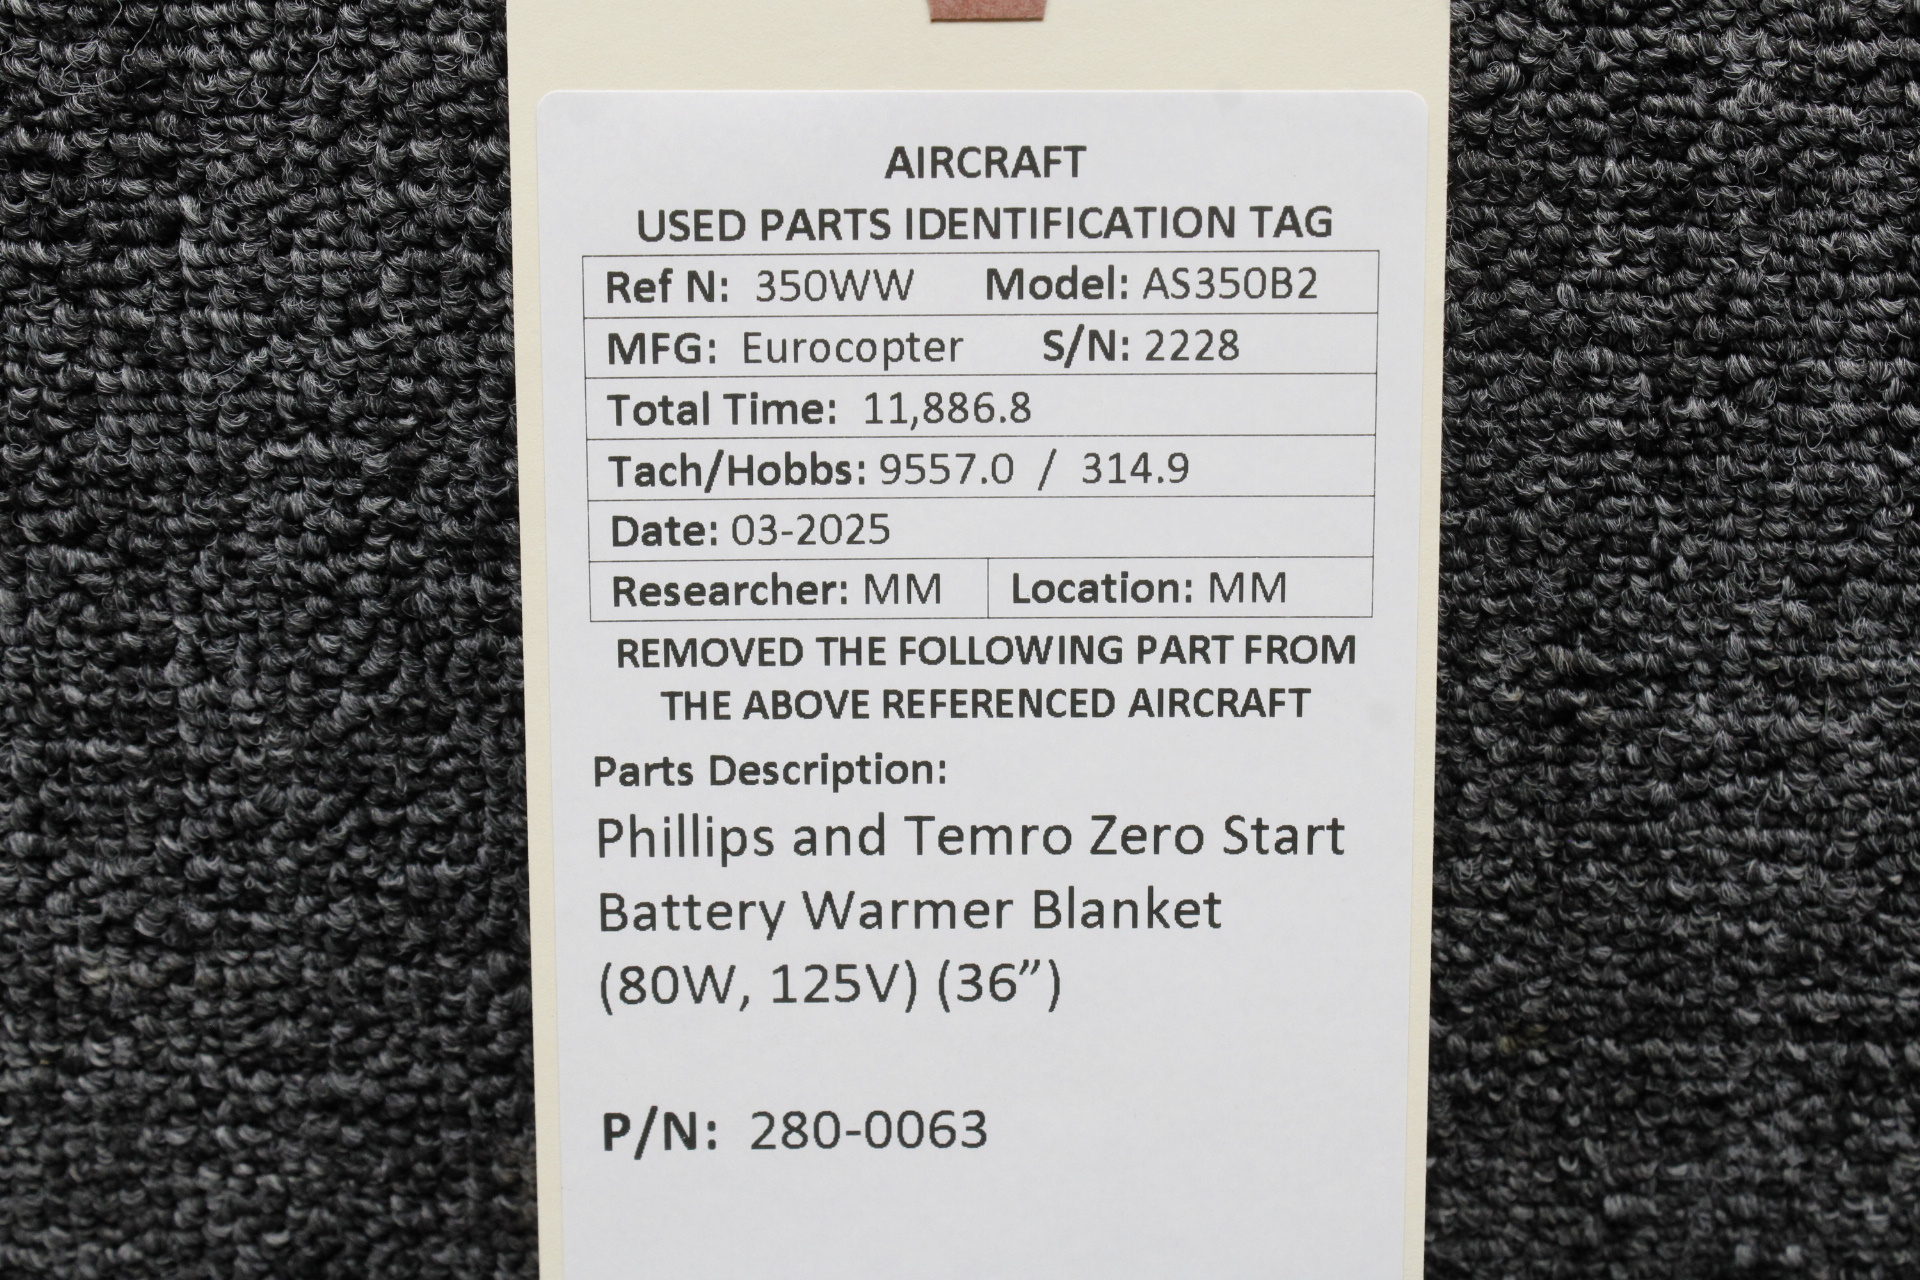 AIRCRAFT
USED PARTS IDENTIFICATION TAG
Ref N: 350WW Model: AS350B2
MFG: Eurocopter S/N: 2228
Total Time: 11,886.8
Tach/Hobbs: 9557.0 / 314.9
Date: 03-2025
Researcher: MM Location: MM
REMOVED THE FOLLOWING PART FROM
THE ABOVE REFERENCED AIRCRAFT
Parts Description:
Phillips and Temro Zero Start
Battery Warmer Blanket
(80W, 125V) (36”)
P/N: 280-0063